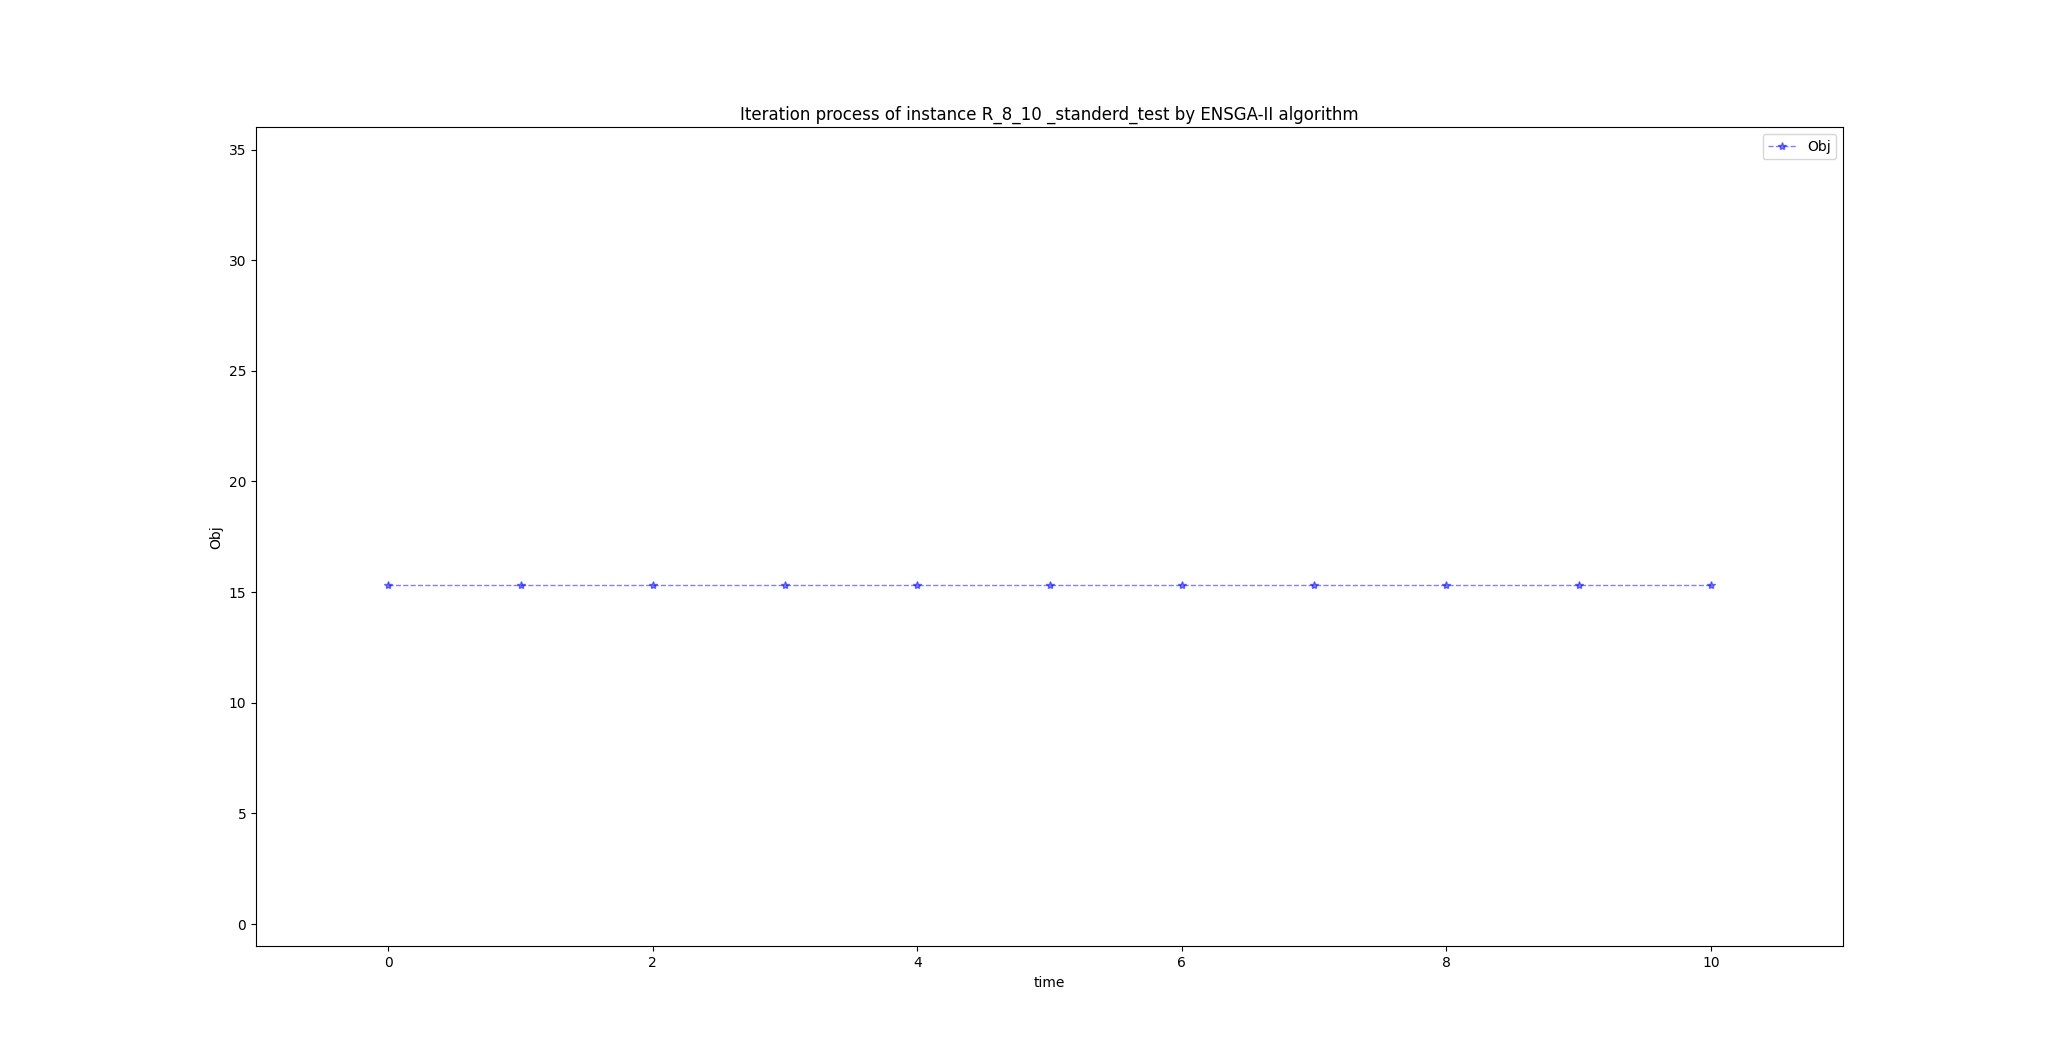 Iteration process of instance R_8_10 _standerd_test by ENSGA-II algorithm
Obj
35
30
25
20
15
10
5
0
Obj
0 2 4 6 8 10
time